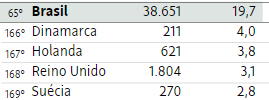 65º Brasil 38.651 19,7
166º Dinamarca 211 4,0
167º Holanda 621 3,8
168º Reino Unido 1.804 3,1
169º Suécia 270 2,8